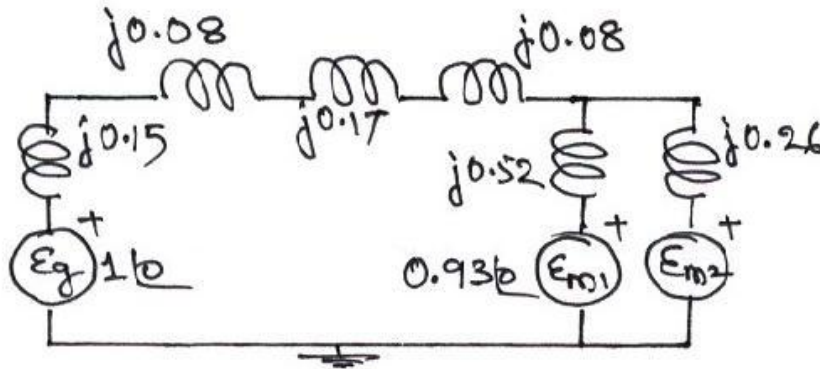 j0.08
j0.08
j0.17
j0.15
j0.52
j0.26
+
+
+
Eg 1∠0
0.93∠0 Em1
Em2